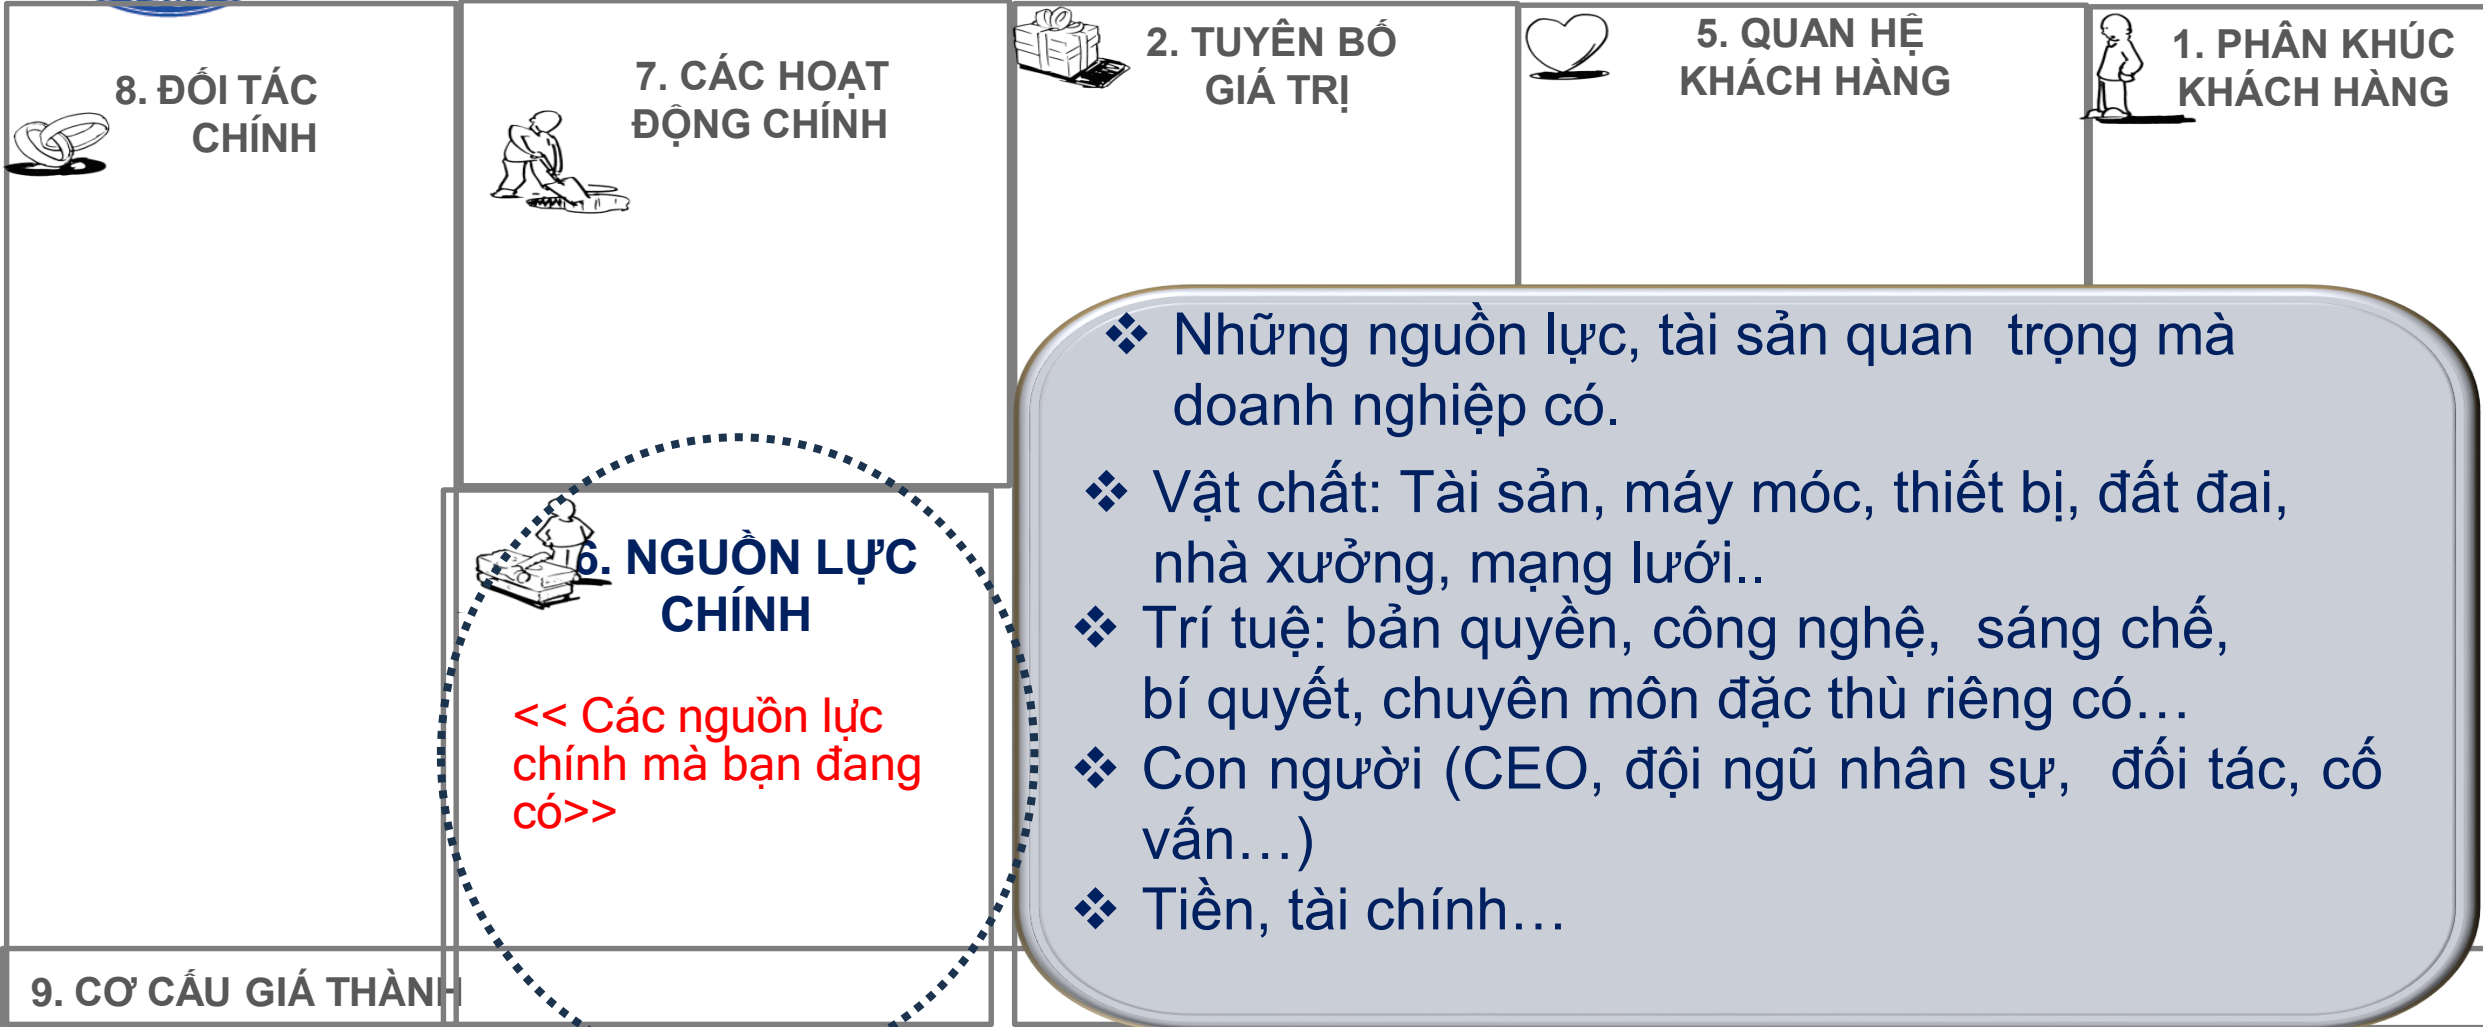 8. ĐỐI TÁC
CHÍNH
7. CÁC HOẠT
ĐỘNG CHÍNH
2. TUYÊN BỐ
GIÁ TRỊ
5. QUAN HỆ
KHÁCH HÀNG
1. PHÂN KHÚC
KHÁCH HÀNG
6. NGUỒN LỰC
CHÍNH
<< Các nguồn lực
chính mà bạn đang
có>>
❖ Những nguồn lực, tài sản quan trọng mà
doanh nghiệp có.
❖ Vật chất: Tài sản, máy móc, thiết bị, đất đai,
nhà xưởng, mạng lưới..
❖ Trí tuệ: bản quyền, công nghệ, sáng chế,
bí quyết, chuyên môn đặc thù riêng có…
❖ Con người (CEO, đội ngũ nhân sự, đối tác, cố
vấn…)
❖ Tiền, tài chính…
9. CƠ CẤU GIÁ THÀNH